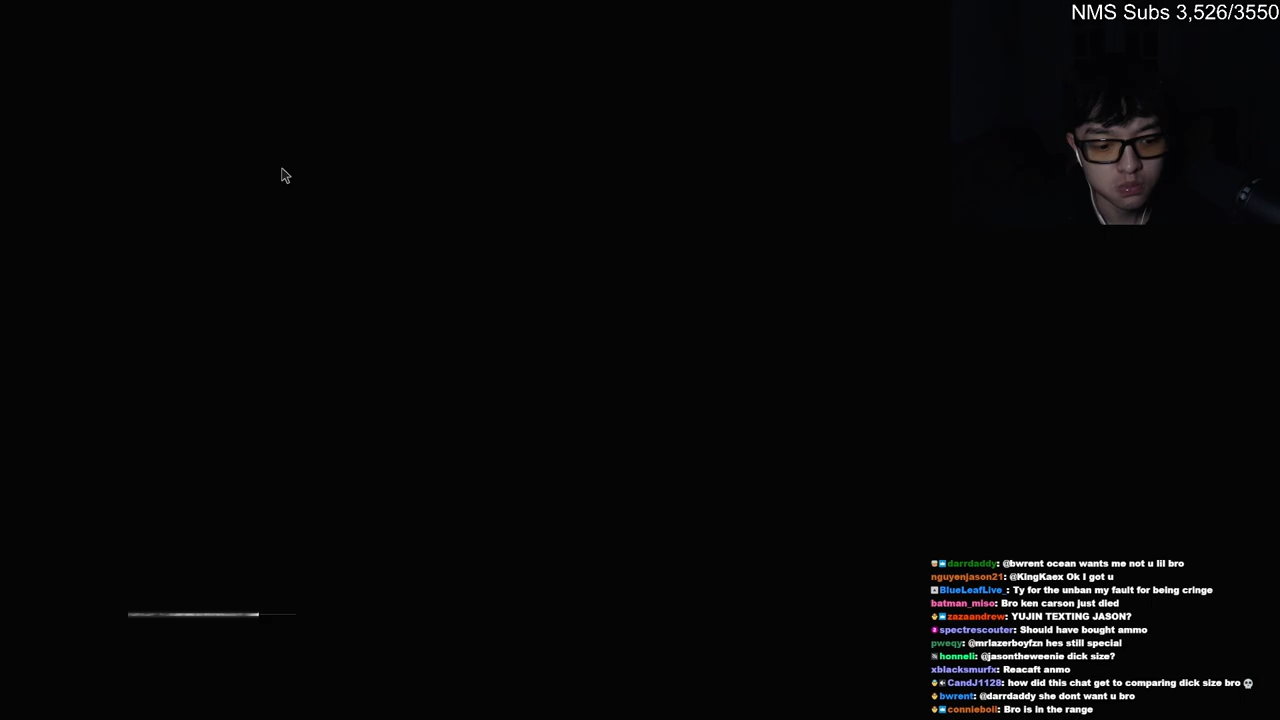 NMS Subs 3,526/3550
darrdaddy: @bwrent ocean wants me not u lil bro
nguyenjason21: @KingKaex Ok I got u
BlueLeafLive_: Ty for the unban my fault for being cringe
batman_miso: Bro ken carson just died
zazaandrew: YUJIN TEXTING JASON?
spectrescouter: Should have bought ammo
pweqy: @mrlazerboyfzn hes still special
honneli: @jasontheweenie dick size?
xblacksmurfx: Reacaft anmo
CandJ1128: how did this chat get to comparing dick size bro 💀
bwrent: @darrdaddy she dont want u bro
connieboll: Bro is in the range